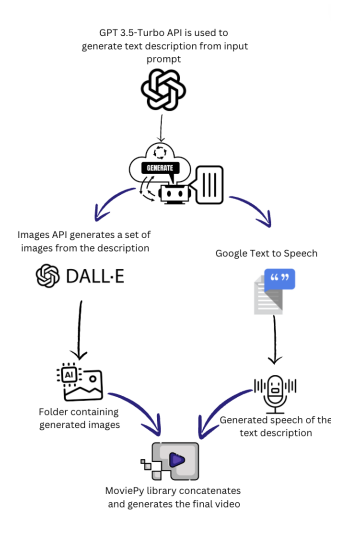 GPT 3.5-Turbo API is used to
generate text description from input
prompt
GENERATE
Images API generates a set of
images from the description
DALL·E
Google Text to Speech
“ ”
AI
Folder containing
generated images
Generated speech of the
text description
MoviePy library concatenates
and generates the final video